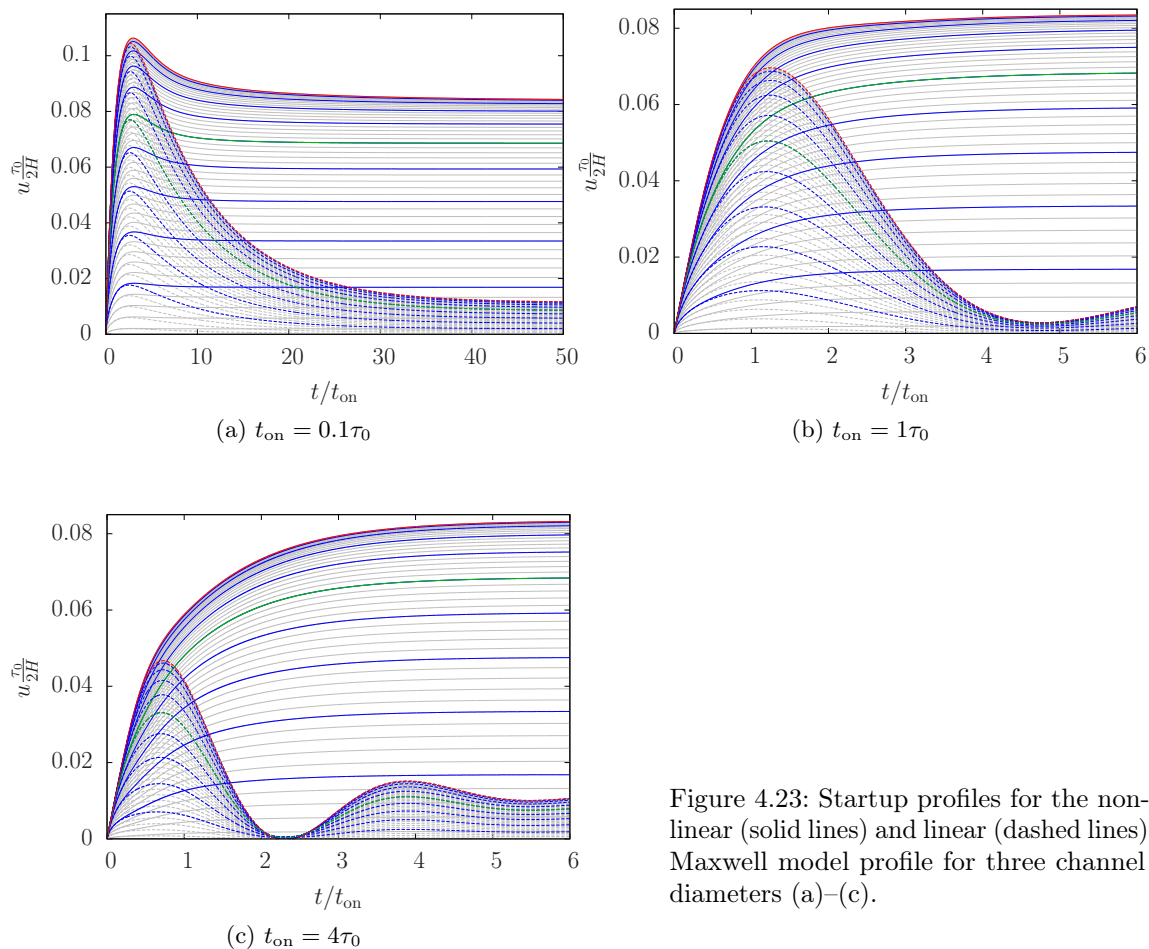 0.1
0.08
0.06
0.04
0.02
0
u τ0/2H
0 10 20 30 40 50
t/ton
(a) ton = 0.1τ0
0.08
0.06
0.04
0.02
0
u τ0/2H
0 1 2 3 4 5 6
t/ton
(b) ton = 1τ0
0.08
0.06
0.04
0.02
0
u τ0/2H
0 1 2 3 4 5 6
t/ton
(c) ton = 4τ0
Figure 4.23: Startup profiles for the non-
linear (solid lines) and linear (dashed lines)
Maxwell model profile for three channel
diameters (a)–(c).